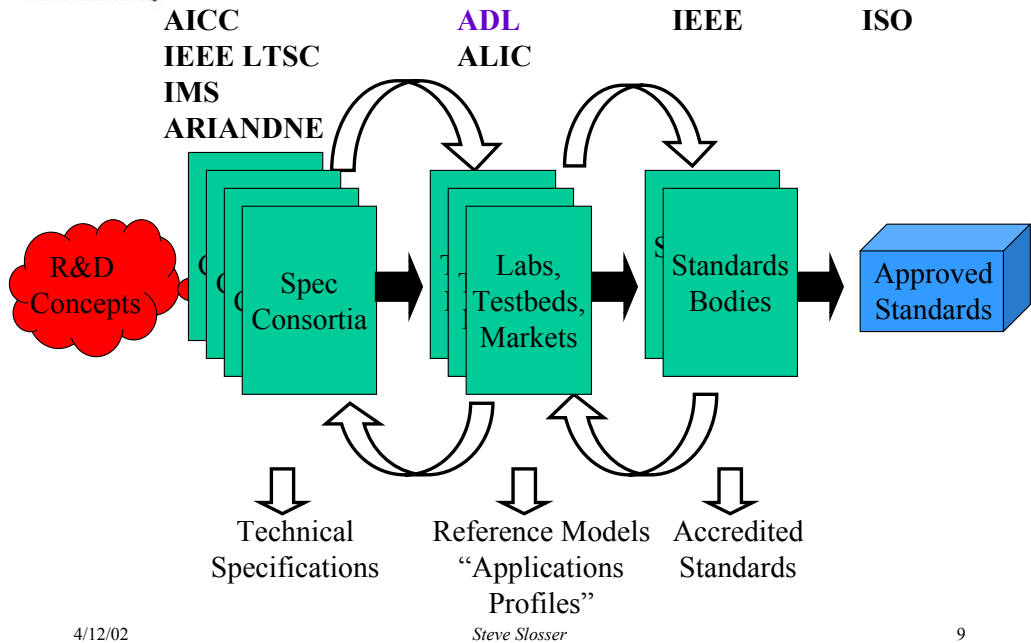 AICC
IEEE LTSC
IMS
ARIANDNE
ADL
ALIC
IEEE
ISO
R&D
Concepts
Spec
Consortia
Labs,
Testbeds,
Markets
Standards
Bodies
Approved
Standards
Technical
Specifications
Reference Models
“Applications
Profiles”
Accredited
Standards
4/12/02
Steve Slosser
9